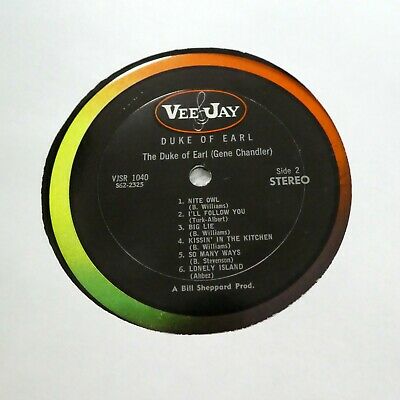 VEE JAY
DUKE OF EARL
The Duke of Earl (Gene Chandler)
VJSR 1040
S62-2325
Side 2
STEREO
1. NITE OWL
(B. Williams)
2. I'LL FOLLOW YOU
(Turk-Albert)
3. BIG LIE
(B. Williams)
4. KISSIN' IN THE KITCHEN
(B. Williams)
5. SO MANY WAYS
(B. Stevenson)
6. LONELY ISLAND
(Ahbez)
A Bill Sheppard Prod.